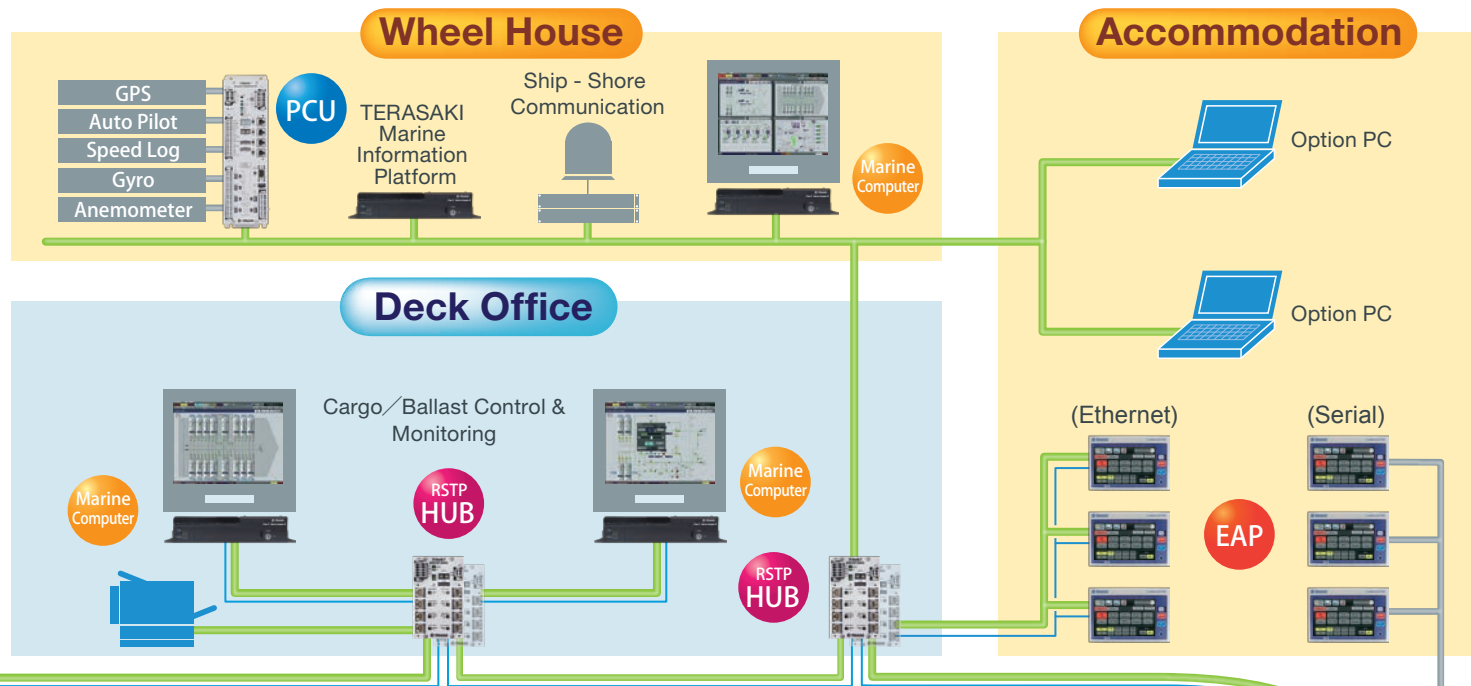 Wheel House
Accommodation
GPS
Auto Pilot
Speed Log
Gyro
Anemometer
PCU
TERASAKI
Marine
Information
Platform
Ship - Shore
Communication
Marine
Computer
Option PC
Option PC
Deck Office
Cargo／Ballast Control &
Monitoring
Marine
Computer
RSTP
HUB
Marine
Computer
RSTP
HUB
(Ethernet)
(Serial)
EAP